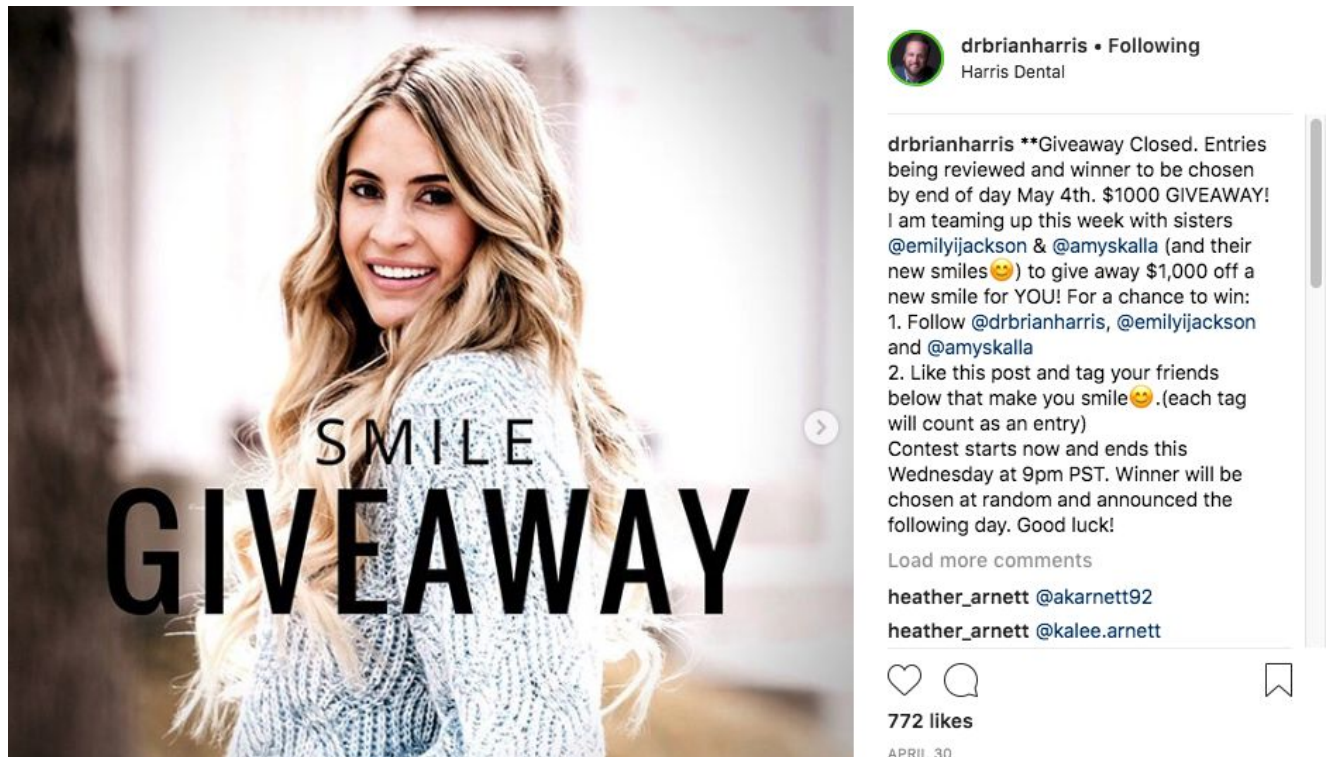 SMILE
GIVEAWAY
drbrianharris • Following
Harris Dental
drbrianharris **Giveaway Closed. Entries
being reviewed and winner to be chosen
by end of day May 4th. $1000 GIVEAWAY!
I am teaming up this week with sisters
@emilyijackson & @amyskalla (and their
new smiles😊) to give away $1,000 off a
new smile for YOU! For a chance to win:
1. Follow @drbrianharris, @emilyijackson
and @amyskalla
2. Like this post and tag your friends
below that make you smile😊.(each tag
will count as an entry)
Contest starts now and ends this
Wednesday at 9pm PST. Winner will be
chosen at random and announced the
following day. Good luck!
Load more comments
heather_arnett @akarnett92
heather_arnett @kalee.arnett
772 likes
APRIL 30